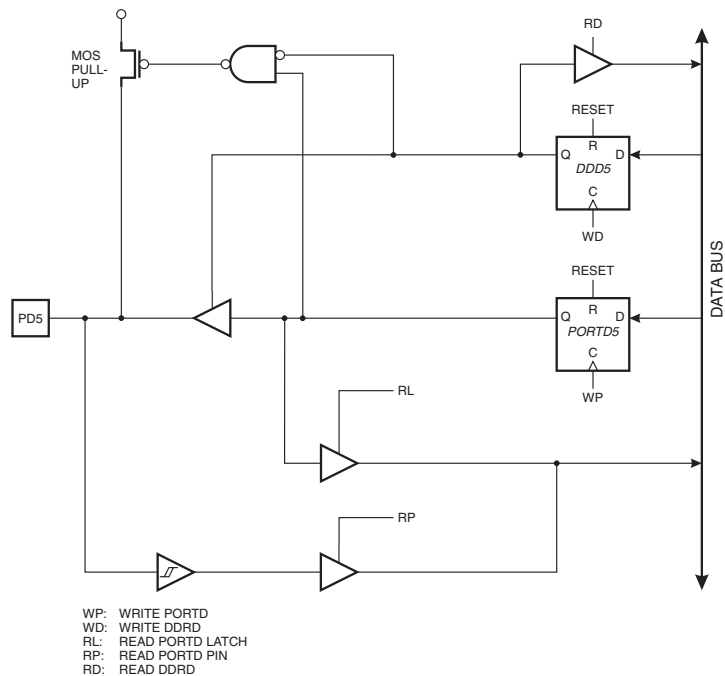 RD
MOS
PULL-
UP
RESET
R
Q
D
DDD5
C
WD
DATA BUS
RESET
R
PD5
Q
D
PORTD5
C
WP
RL
RP
WP: WRITE PORTD
WD: WRITE DDRD
RL: READ PORTD LATCH
RP: READ PORTD PIN
RD: READ DDRD